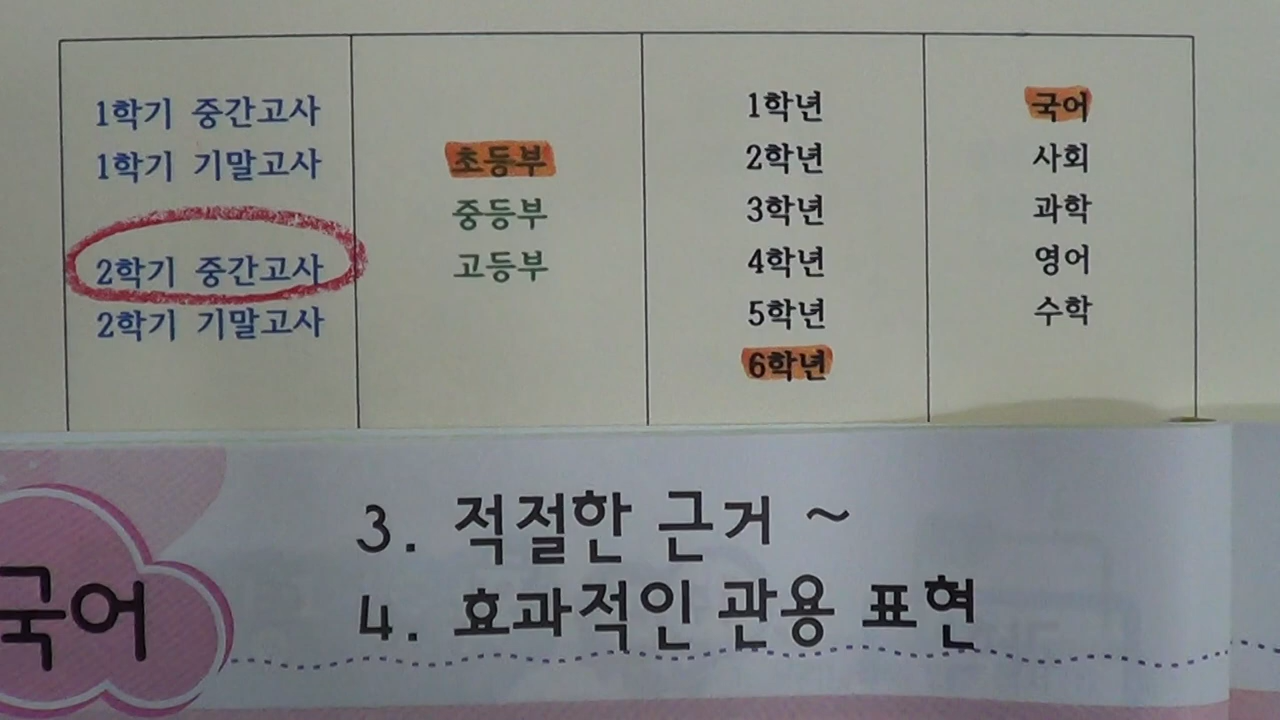 1학기 중간고사
1학기 기말고사
2학기 중간고사
2학기 기말고사
초등부
중등부
고등부
1학년
2학년
3학년
4학년
5학년
6학년
국어
사회
과학
영어
수학
국어
3. 적절한 근거 ~
4. 효과적인 관용 표현